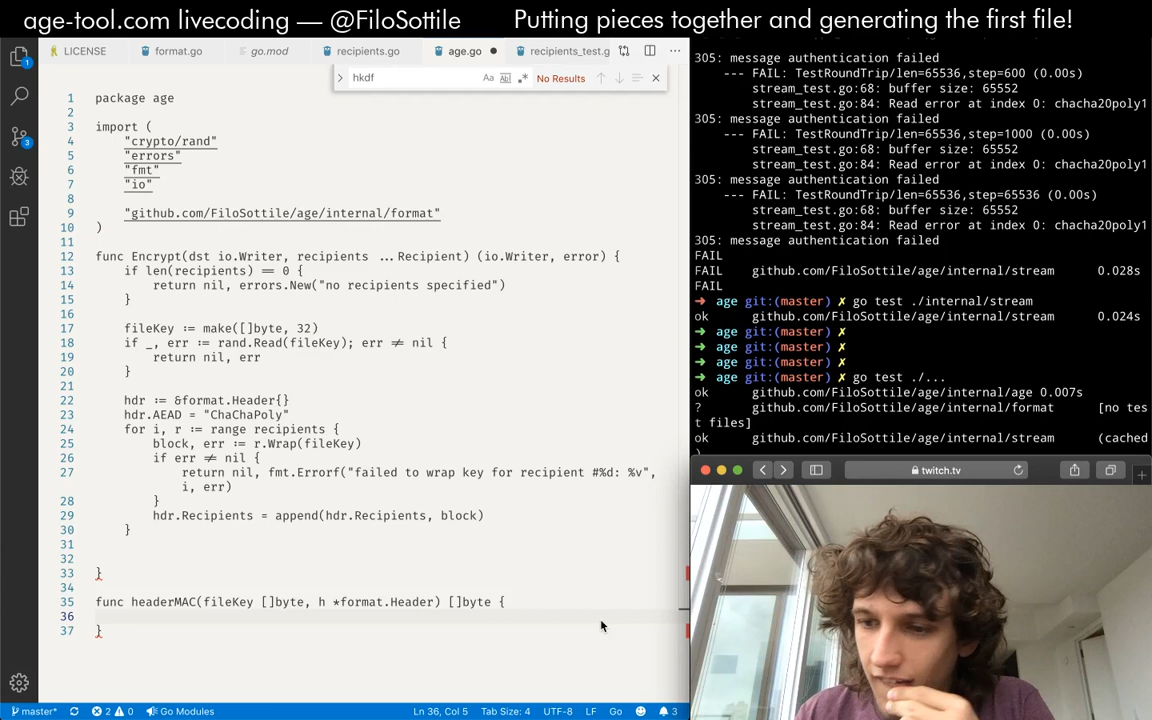 age-tool.com livecoding — @FiloSottile
Putting pieces together and generating the first file!
LICENSE
format.go
go.mod
recipients.go
age.go
recipients_test.g
hkdf
Aa
No Results
1 package age
2
3 import (
4 "crypto/rand"
5 "errors"
6 "fmt"
7 "io"
8
9 "github.com/FiloSottile/age/internal/format"
10 )
11
12 func Encrypt(dst io.Writer, recipients ...Recipient) (io.Writer, error) {
13 if len(recipients) == 0 {
14 return nil, errors.New("no recipients specified")
15 }
16
17 fileKey := make([]byte, 32)
18 if _, err := rand.Read(fileKey); err ≠ nil {
19 return nil, err
20 }
21
22 hdr := &format.Header{}
23 hdr.AEAD = "ChaChaPoly"
24 for i, r := range recipients {
25 block, err := r.Wrap(fileKey)
26 if err ≠ nil {
27 return nil, fmt.Errorf("failed to wrap key for recipient #%d: %v",
i, err)
28 }
29 hdr.Recipients = append(hdr.Recipients, block)
30 }
31
32
33 }
34
35 func headerMAC(fileKey []byte, h *format.Header) []byte {
36
37 }
master*
2 0
Go Modules
Ln 36, Col 5
Tab Size: 4
UTF-8
LF
Go
3
305: message authentication failed
--- FAIL: TestRoundTrip/len=65536,step=600 (0.00s)
stream_test.go:68: buffer size: 65552
stream_test.go:84: Read error at index 0: chacha20poly1
305: message authentication failed
--- FAIL: TestRoundTrip/len=65536,step=1000 (0.00s)
stream_test.go:68: buffer size: 65552
stream_test.go:84: Read error at index 0: chacha20poly1
305: message authentication failed
--- FAIL: TestRoundTrip/len=65536,step=65536 (0.00s)
stream_test.go:68: buffer size: 65552
stream_test.go:84: Read error at index 0: chacha20poly1
305: message authentication failed
FAIL
FAIL github.com/FiloSottile/age/internal/stream 0.028s
FAIL
➜ age git:(master) ✗ go test ./internal/stream
ok github.com/FiloSottile/age/internal/stream 0.024s
➜ age git:(master) ✗
➜ age git:(master) ✗
➜ age git:(master) ✗
➜ age git:(master) ✗ go test ./...
ok github.com/FiloSottile/age/internal/age 0.007s
? github.com/FiloSottile/age/internal/format [no tes
t files]
ok github.com/FiloSottile/age/internal/stream (cached
)
twitch.tv